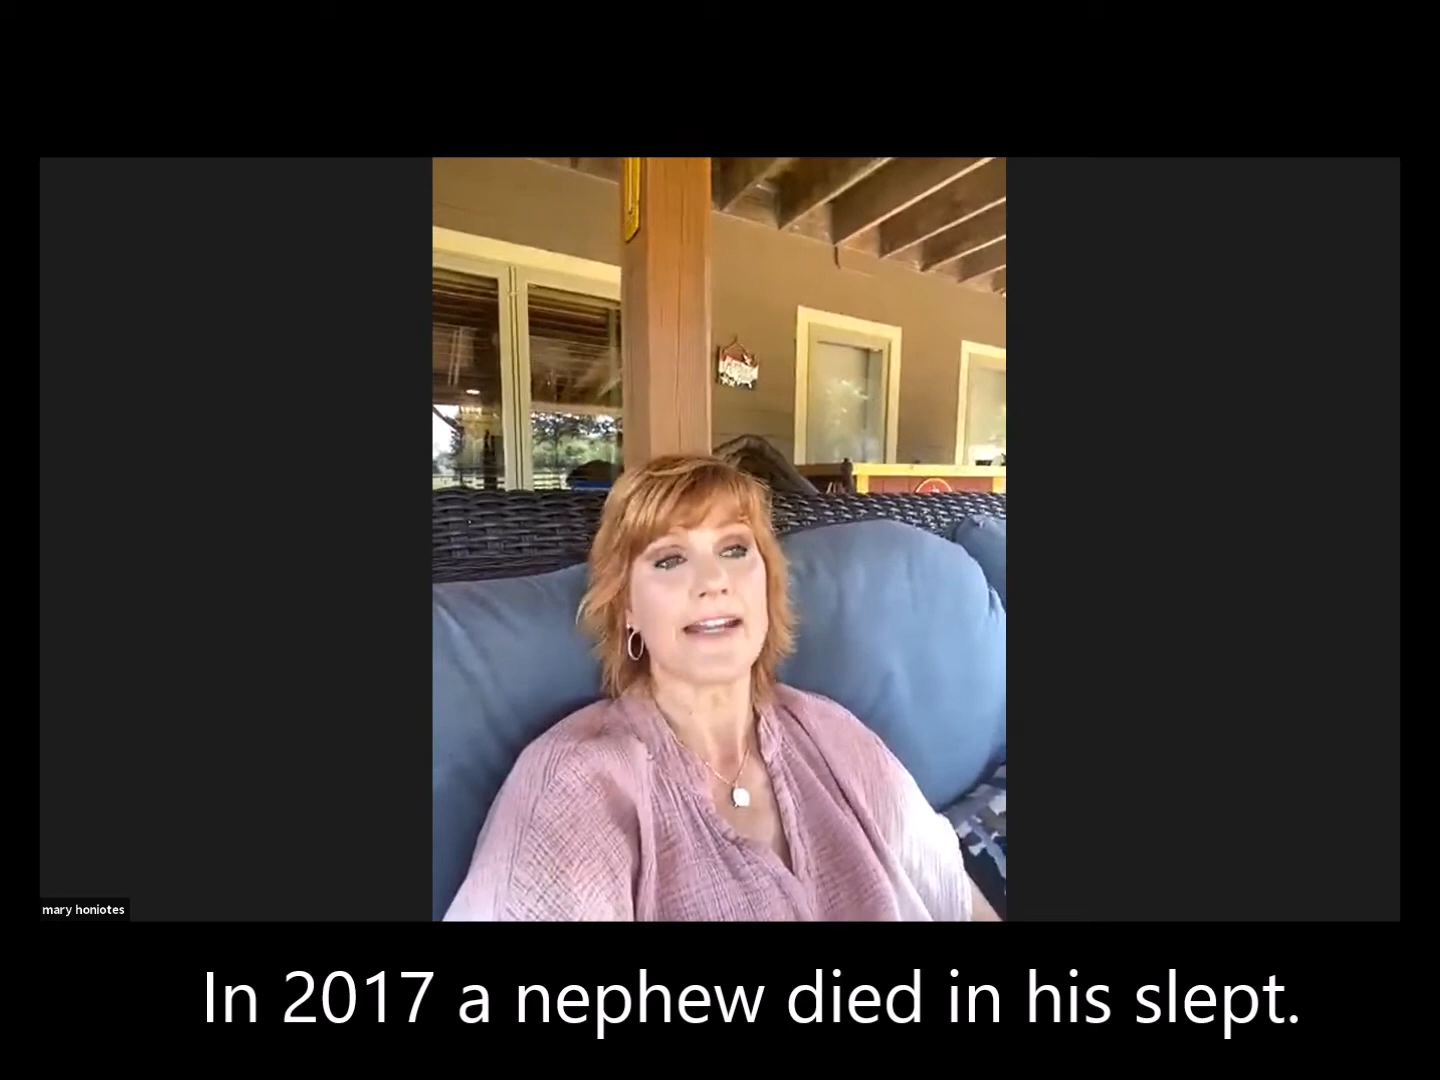 mary honiotes
In 2017 a nephew died in his slept.